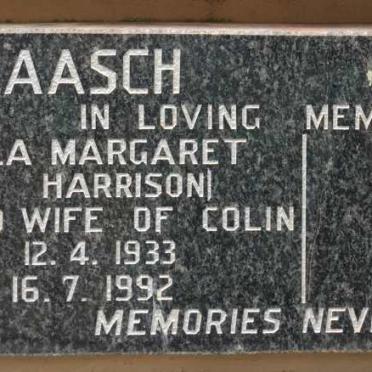 AASCH
IN LOVING MEM
LA MARGARET
HARRISON)
D WIFE OF COLIN
12. 4. 1933
16. 7. 1992
MEMORIES NEV